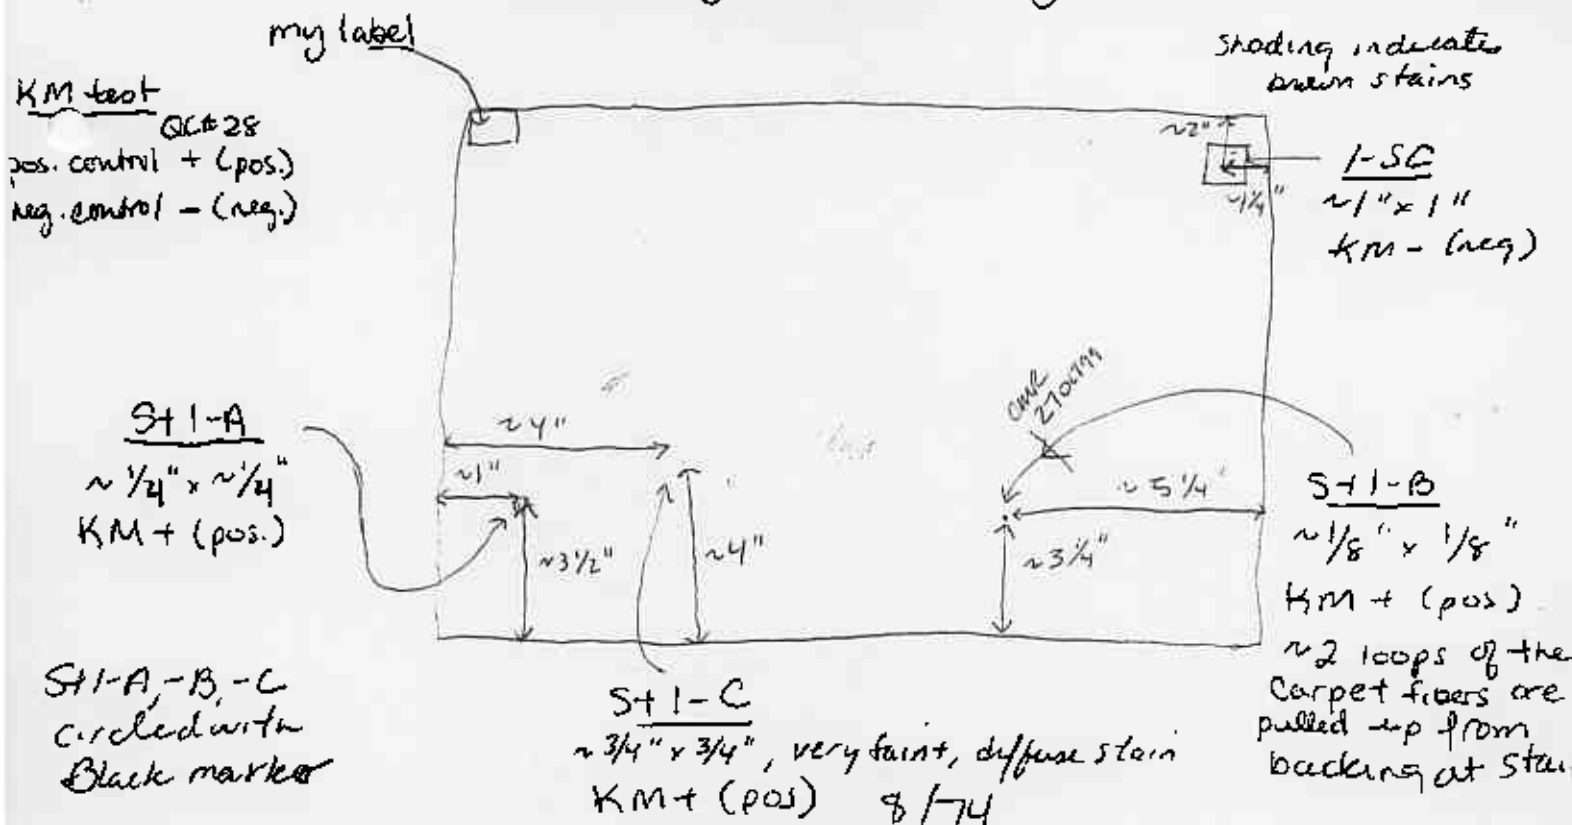 my label
KM test
QC#28
pos. control + (pos.)
neg. control - (neg.)
shading indicate
brown stains
~2"
~1 1/4"
1-SC
~1" x 1"
KM - (neg)
St 1-A
~ 1/4" x ~1/4"
KM + (pos.)
~4"
~1"
~3 1/2"
~4"
~ 5 1/4"
~3 1/4"
St 1-B
~1/8" x 1/8"
KM + (pos)
~2 loops of the
Carpet fibers are
pulled up from
backing at
St 1-A, -B, -C
circled with
Black marker
St 1-C
~ 3/4" x 3/4", very faint, diffuse stain
KM + (pos)
8/74